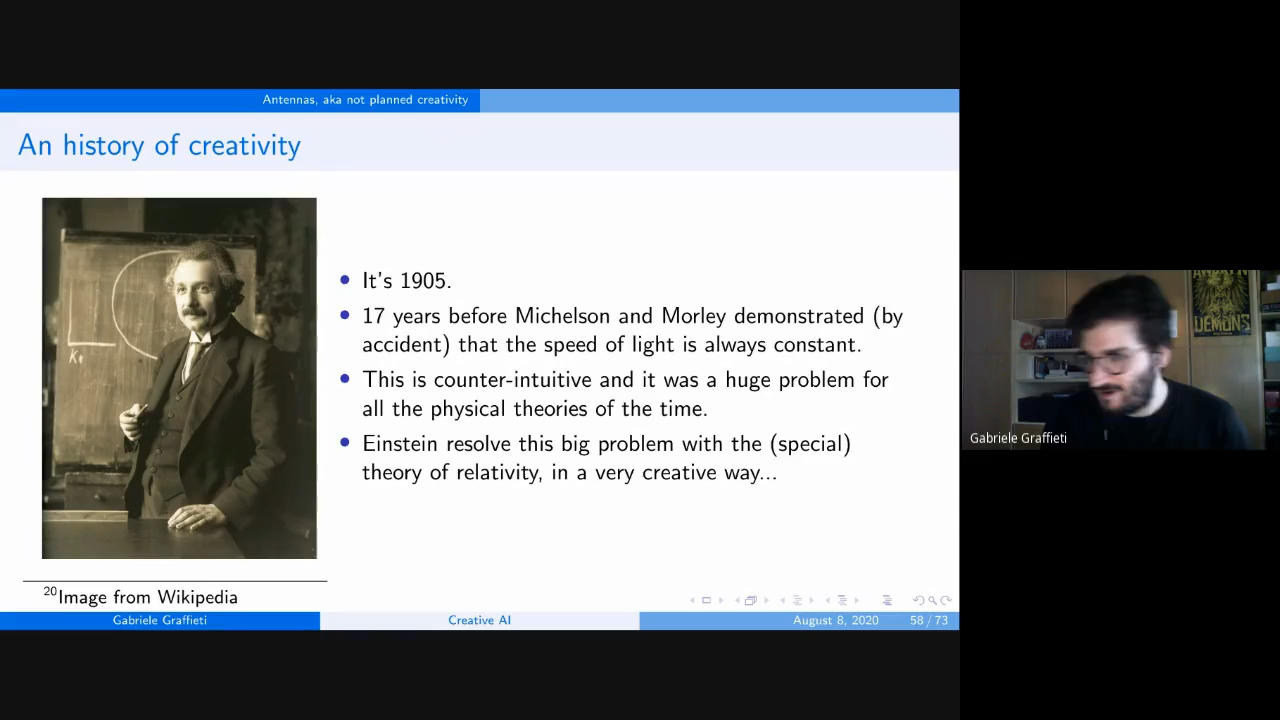 Antennas, aka not planned creativity
An history of creativity
It's 1905.
17 years before Michelson and Morley demonstrated (by
accident) that the speed of light is always constant.
This is counter-intuitive and it was a huge problem for
all the physical theories of the time.
Einstein resolve this big problem with the (special)
theory of relativity, in a very creative way...
20Image from Wikipedia
Gabriele Graffieti
Creative AI
August 8, 2020
58 / 73
DEMONS
Gabriele Graffieti